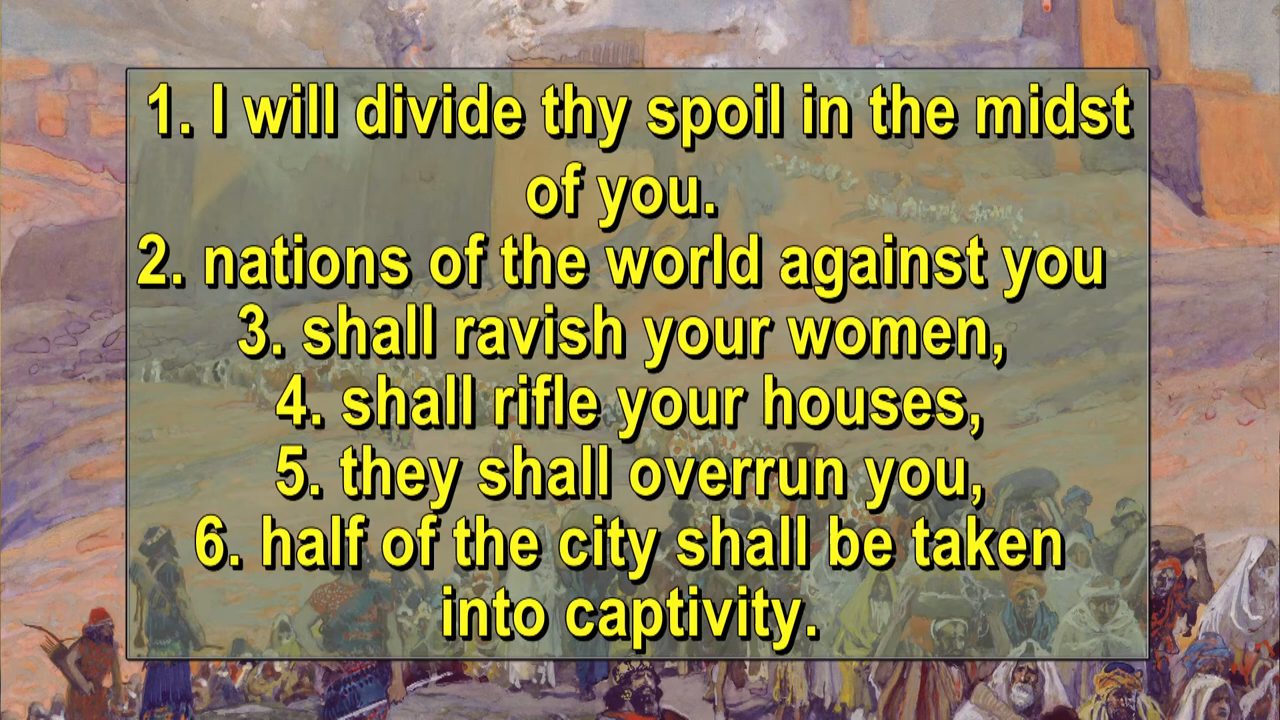 1. I will divide thy spoil in the midst
of you.
2. nations of the world against you
3. shall ravish your women,
4. shall rifle your houses,
5. they shall overrun you,
6. half of the city shall be taken
into captivity.